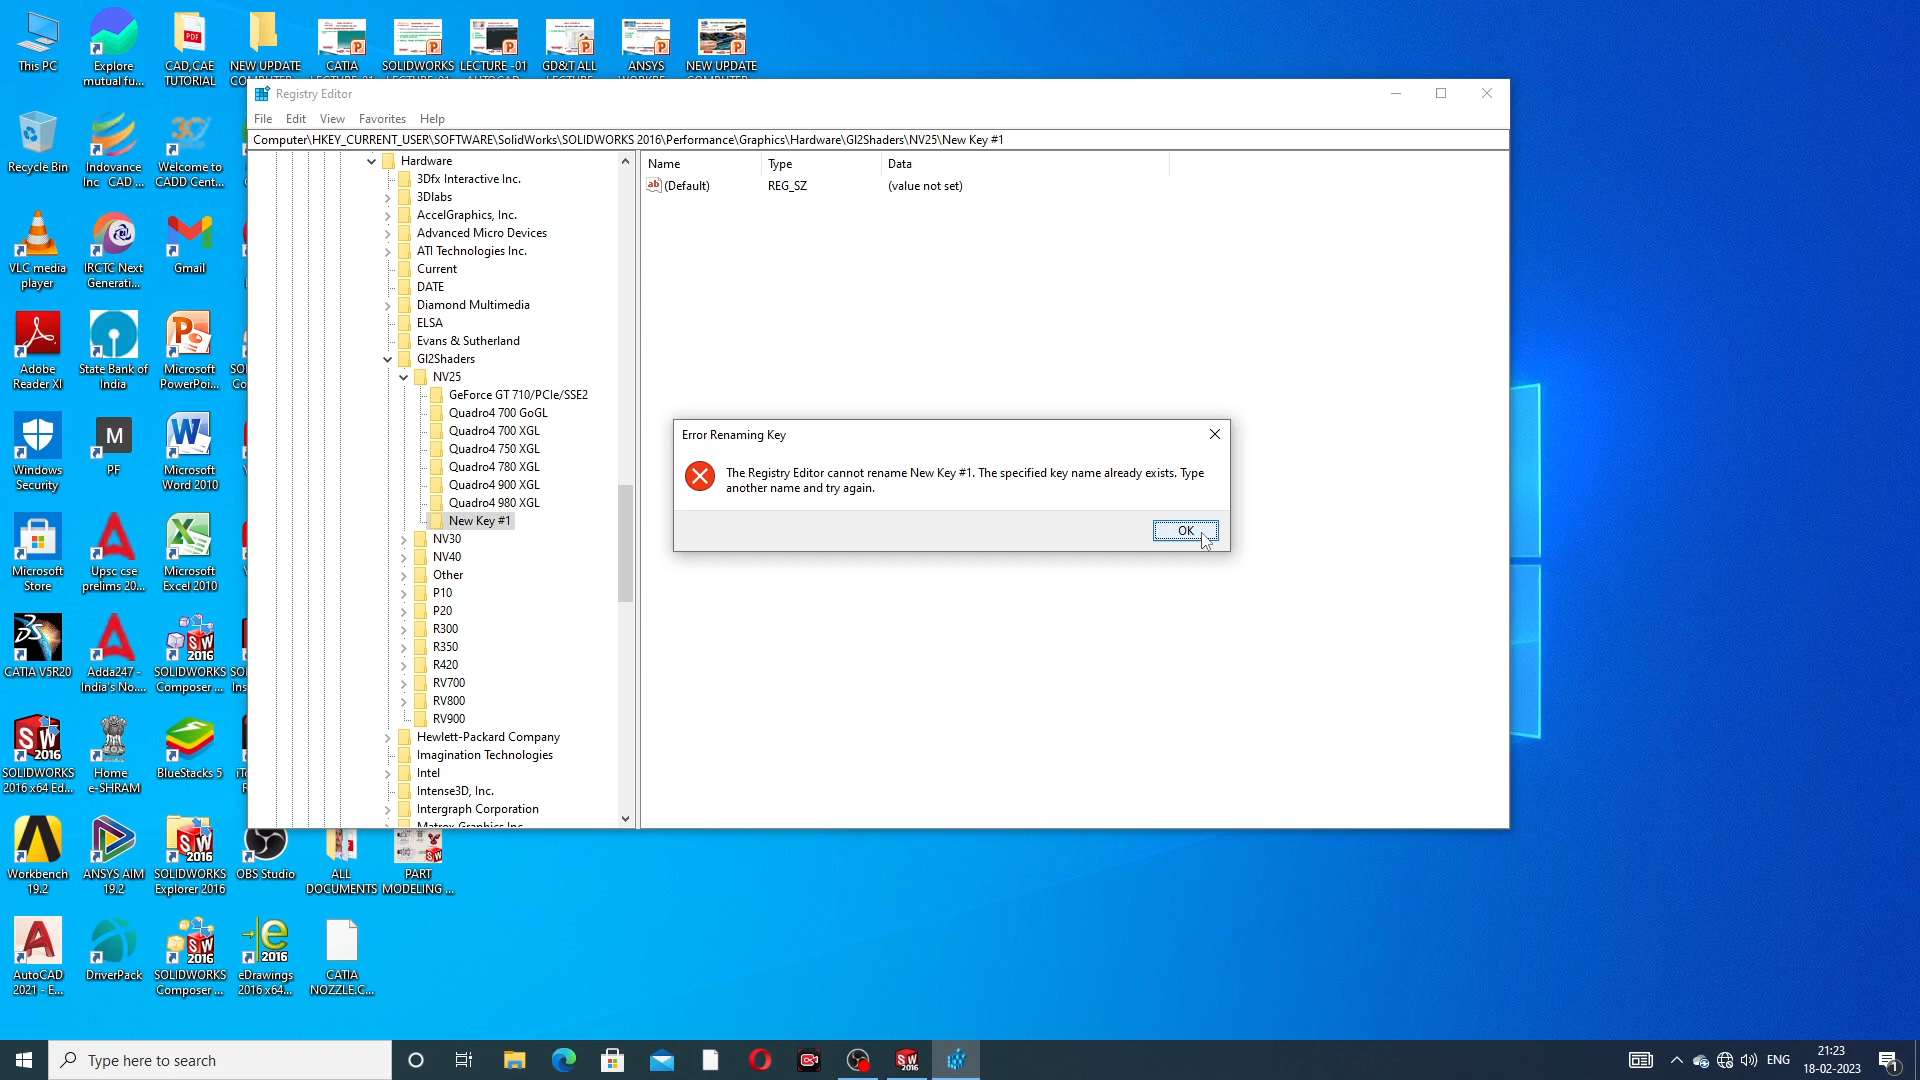 This PC
Explore
mutual fu...
CAD,CAE
TUTORIAL
NEW UPDATE
CATIA
SOLIDWORKS
LECTURE -01
GD&T ALL
ANSYS
NEW UPDATE
Recycle Bin
Indovance
Inc CAD ...
Welcome to
CADD Cent...
VLC media
player
IRCTC Next
Generati...
Gmail
Adobe
Reader XI
State Bank of
India
Microsoft
PowerPoi...
Windows
Security
M
PF
Microsoft
Word 2010
Microsoft
Store
Upsc cse
prelims 20...
Microsoft
Excel 2010
CATIA V5R20
Adda247 -
India's No....
SOLIDWORKS
Composer ...
SOLIDWORKS
2016 x64 Ed...
Home
e-SHRAM
BlueStacks 5
Workbench
19.2
ANSYS AIM
19.2
SOLIDWORKS
Explorer 2016
OBS Studio
ALL
DOCUMENTS
PART
MODELING ...
AutoCAD
2021 - E...
DriverPack
SOLIDWORKS
Composer ...
eDrawings
2016 x64...
CATIA
NOZZLE.C...
Registry Editor
File Edit View Favorites Help
Computer\HKEY_CURRENT_USER\SOFTWARE\SolidWorks\SOLIDWORKS 2016\Performance\Graphics\Hardware\Gl2Shaders\NV25\New Key #1
Hardware
3Dfx Interactive Inc.
3Dlabs
AccelGraphics, Inc.
Advanced Micro Devices
ATI Technologies Inc.
Current
DATE
Diamond Multimedia
ELSA
Evans & Sutherland
Gl2Shaders
NV25
GeForce GT 710/PCIe/SSE2
Quadro4 700 GoGL
Quadro4 700 XGL
Quadro4 750 XGL
Quadro4 780 XGL
Quadro4 900 XGL
Quadro4 980 XGL
New Key #1
NV30
NV40
Other
P10
P20
R300
R350
R420
RV700
RV800
RV900
Hewlett-Packard Company
Imagination Technologies
Intel
Intense3D, Inc.
Intergraph Corporation
Matrox Graphics Inc.
Name Type Data
ab (Default) REG_SZ (value not set)
Error Renaming Key
The Registry Editor cannot rename New Key #1. The specified key name already exists. Type
another name and try again.
OK
Type here to search
ENG
21:23
18-02-2023
1